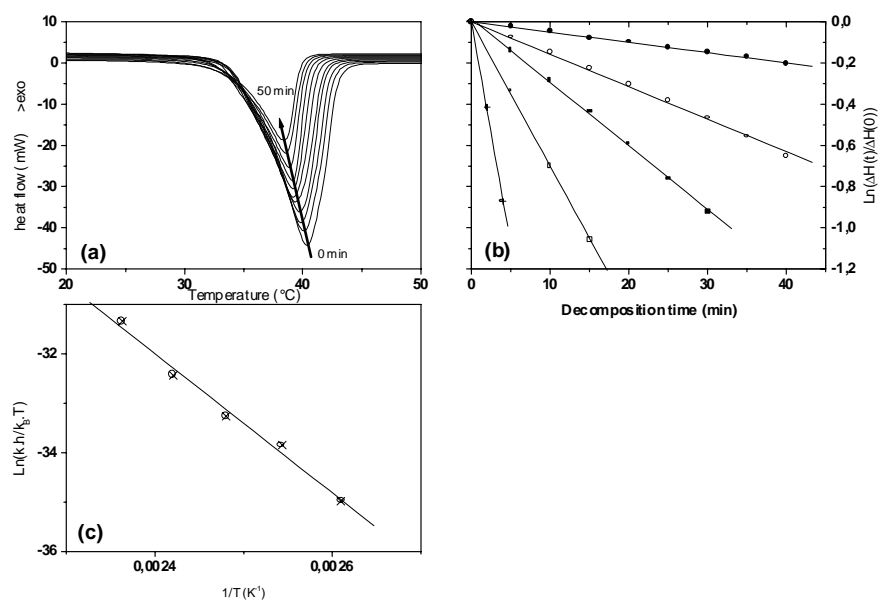 10
0
-10
-20
-30
-40
-50
heat flow (mW) >exo
50 min
0 min
(a)
20 30 40 50
Temperature (°C)
0,0
-0,2
-0,4
-0,6
-0,8
-1,0
-1,2
Ln(ΔH(t)/ΔH(0))
(b)
0 10 20 30 40
Decomposition time (min)
-32
-34
-36
Ln(k.h/k_B.T)
(c)
0,0024 0,0026
1/T (K⁻¹)